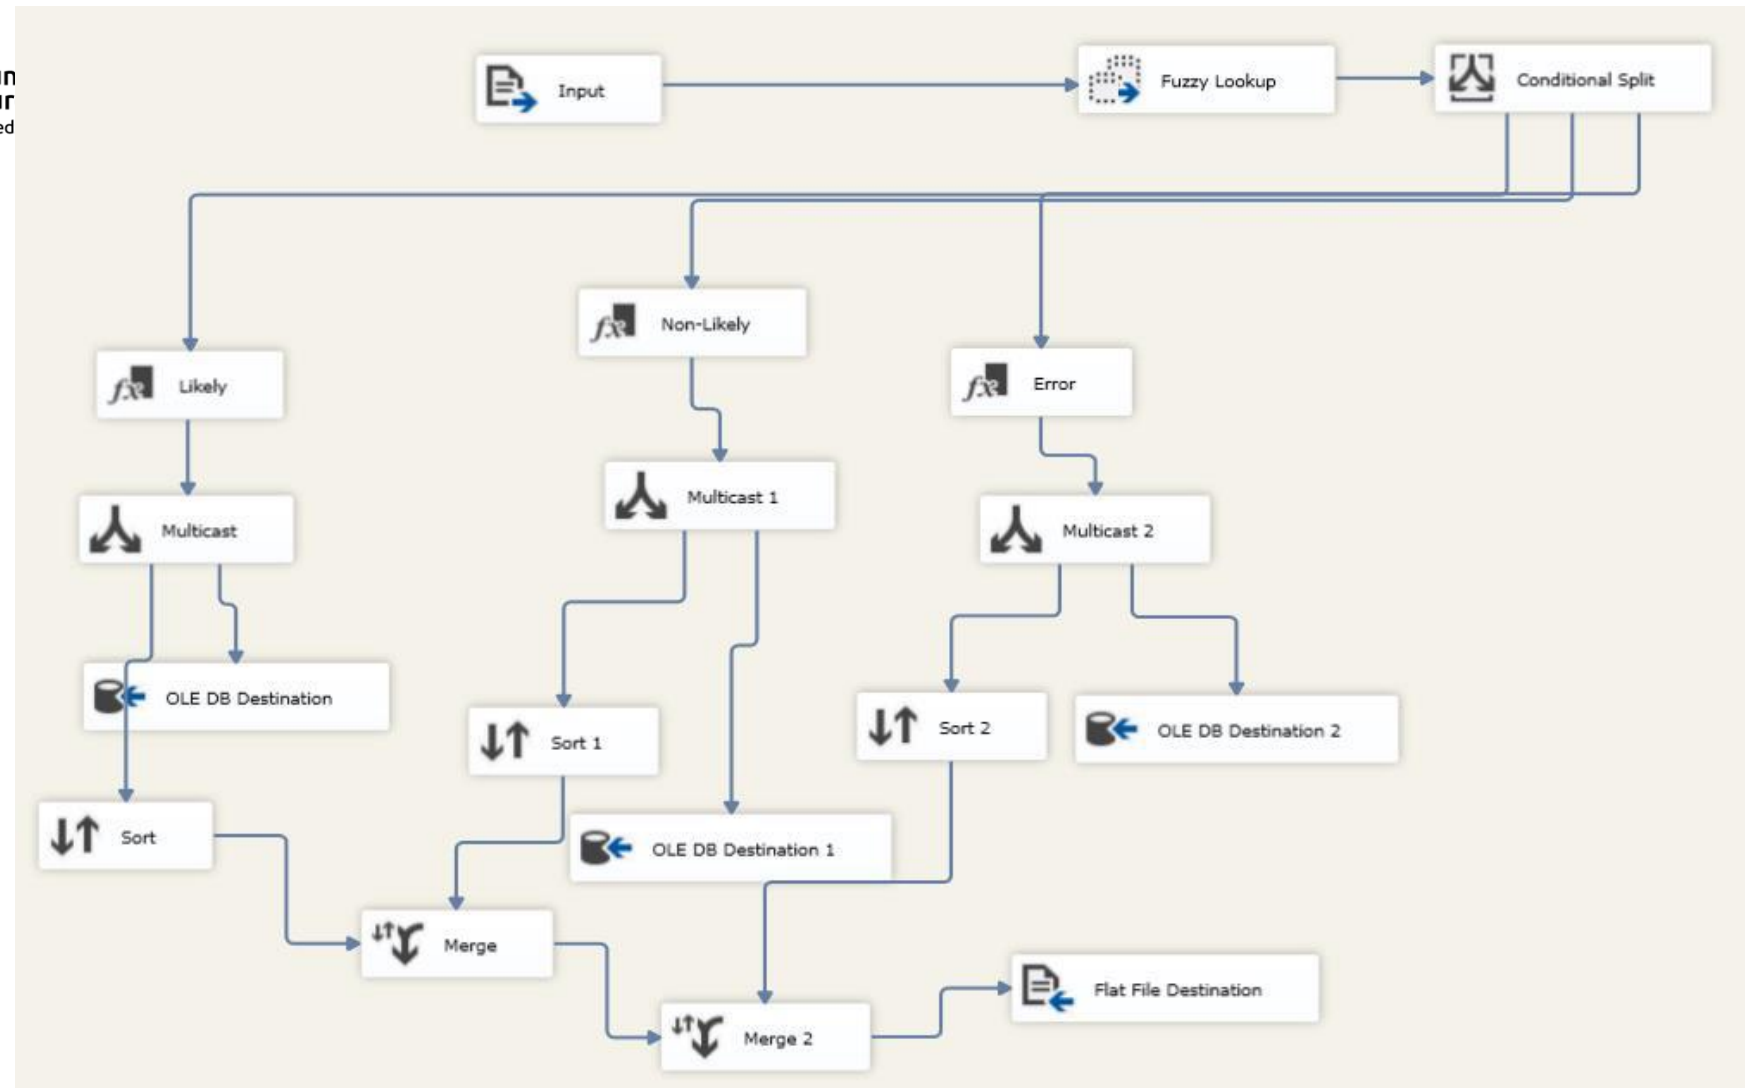 Input
Fuzzy Lookup
Conditional Split
Non-Likely
Likely
Error
Multicast 1
Multicast
Multicast 2
OLE DB Destination
Sort 1
Sort 2
OLE DB Destination 2
Sort
OLE DB Destination 1
Merge
Flat File Destination
Merge 2